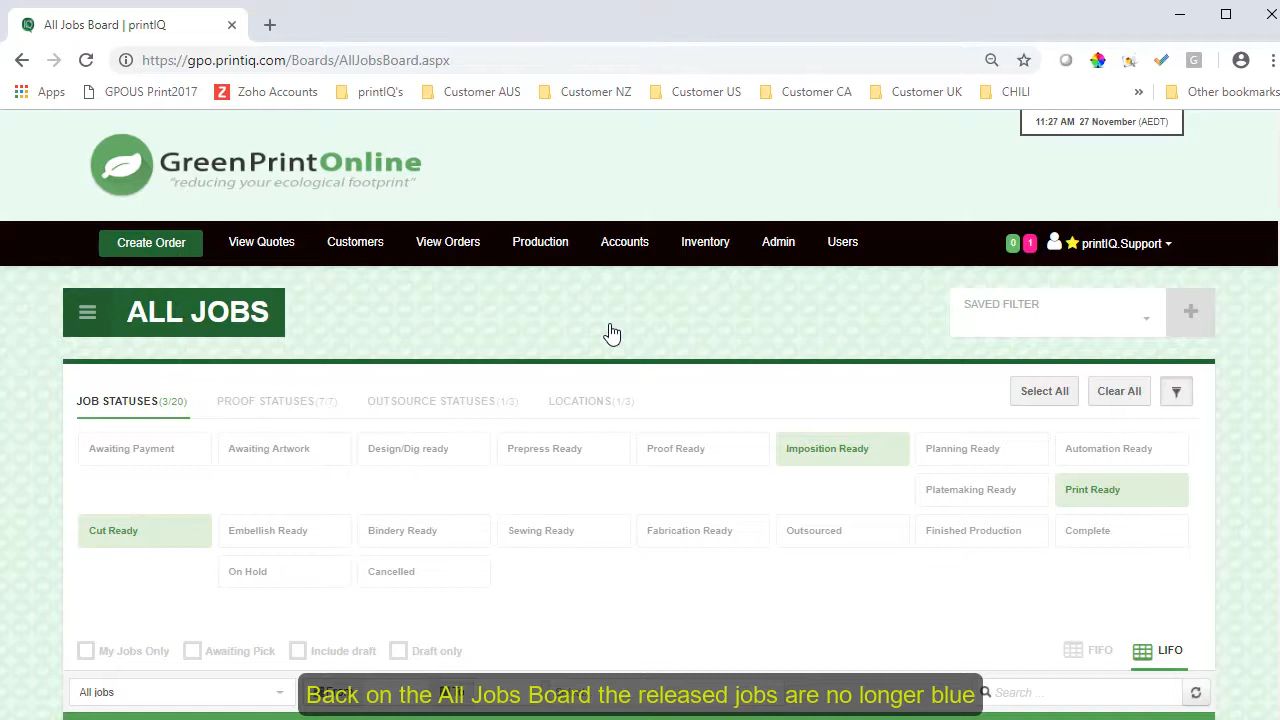 All Jobs Board | printIQ
https://gpo.printiq.com/Boards/AllJobsBoard.aspx
Apps GPOUS Print2017 Zoho Accounts printIQ's Customer AUS Customer NZ Customer US Customer CA Customer UK CHILI » Other bookmarks
11:27 AM 27 November (AEDT)
GreenPrintOnline
"reducing your ecological footprint"
Create Order View Quotes Customers View Orders Production Accounts Inventory Admin Users 0 1 printIQ.Support
ALL JOBS
SAVED FILTER
JOB STATUSES(3/20) PROOF STATUSES(7/7) OUTSOURCE STATUSES(1/3) LOCATIONS(1/3) Select All Clear All
Awaiting Payment Awaiting Artwork Design/Dig ready Prepress Ready Proof Ready Imposition Ready Planning Ready Automation Ready
Platemaking Ready Print Ready
Cut Ready Embellish Ready Bindery Ready Sewing Ready Fabrication Ready Outsourced Finished Production Complete
On Hold Cancelled
My Jobs Only Awaiting Pick Include draft Draft only FIFO LIFO
All jobs Search ...
Back on the All Jobs Board the released jobs are no longer blue